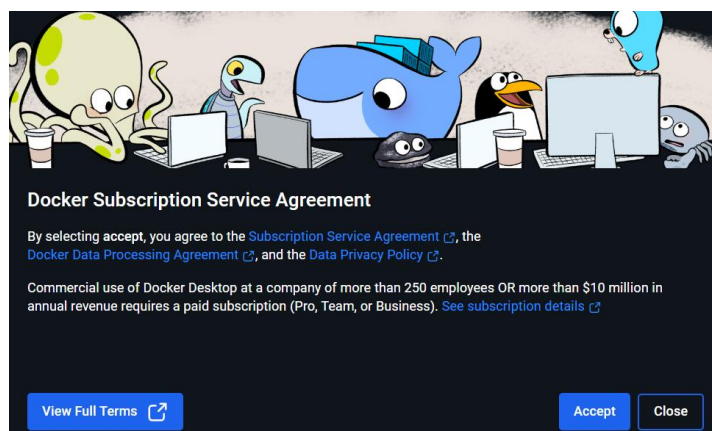 Docker Subscription Service Agreement
By selecting accept, you agree to the Subscription Service Agreement, the
Docker Data Processing Agreement, and the Data Privacy Policy.
Commercial use of Docker Desktop at a company of more than 250 employees OR more than $10 million in
annual revenue requires a paid subscription (Pro, Team, or Business). See subscription details
View Full Terms
Accept
Close